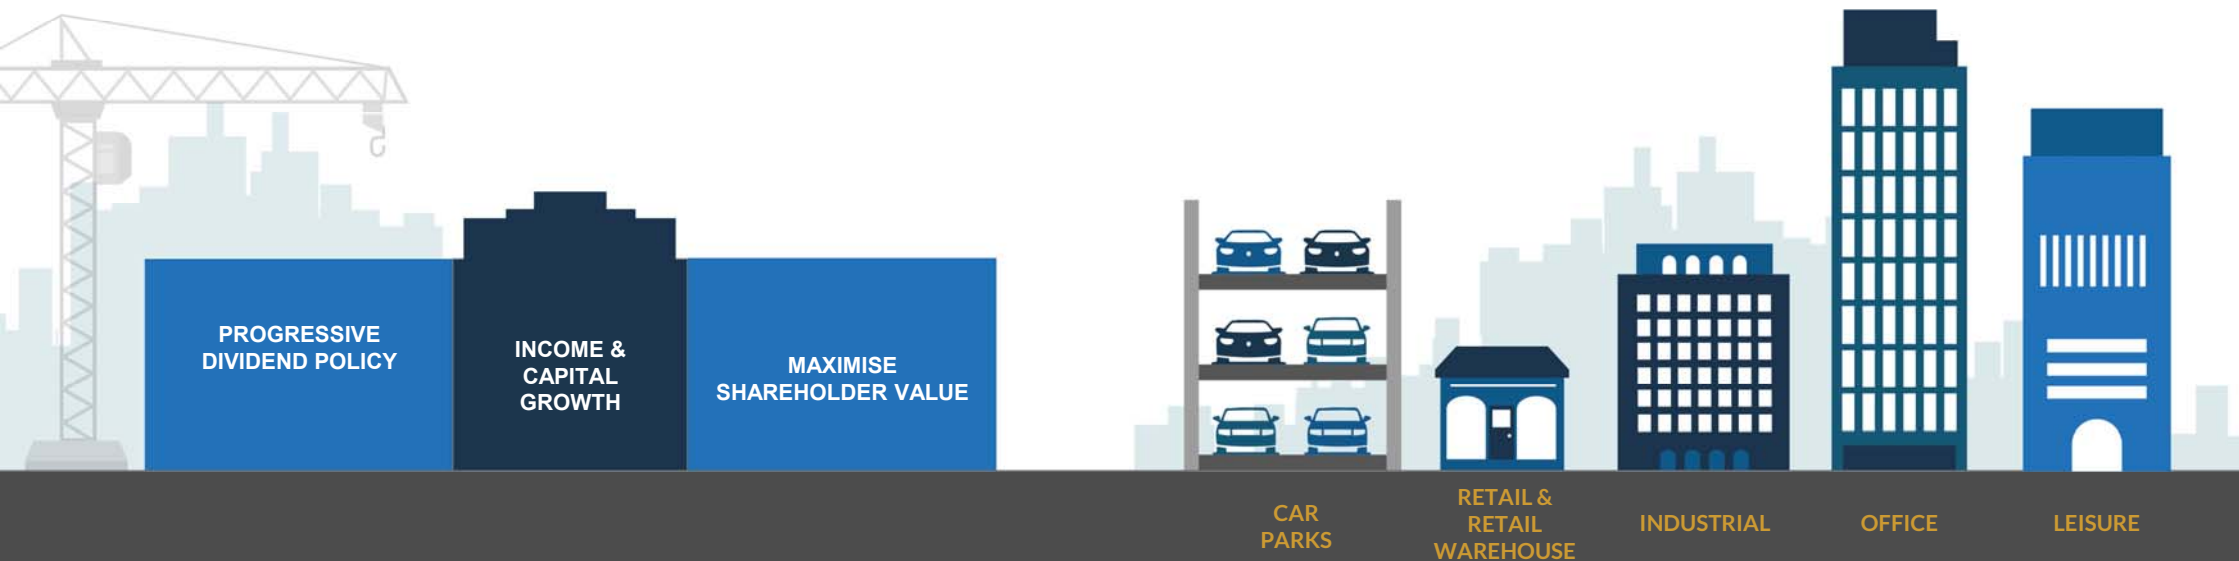 PROGRESSIVE
DIVIDEND POLICY
INCOME &
CAPITAL
GROWTH
MAXIMISE
SHAREHOLDER VALUE
CAR
PARKS
RETAIL &
RETAIL
WAREHOUSE
INDUSTRIAL
OFFICE
LEISURE